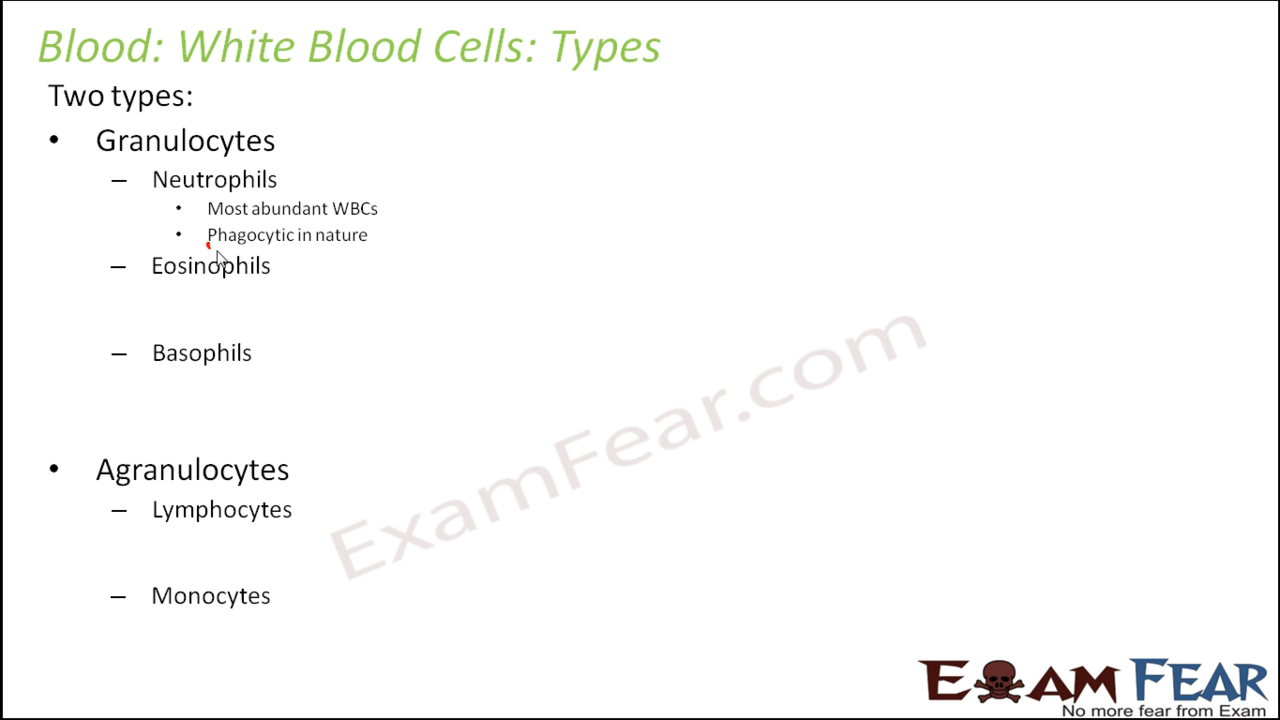 Blood: White Blood Cells: Types
Two types:
• Granulocytes
– Neutrophils
• Most abundant WBCs
• Phagocytic in nature
– Eosinophils
– Basophils
• Agranulocytes
– Lymphocytes
– Monocytes
ExamFear.com
EXAM FEAR
No more fear from Exam